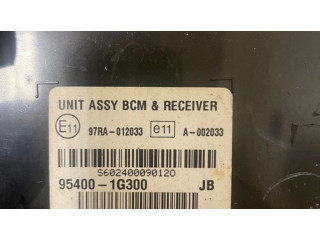 UNIT ASSY BCM & RECEIVER
E11 97RA-012033 e11 A-002033
S602400090120
95400-1G300 JB